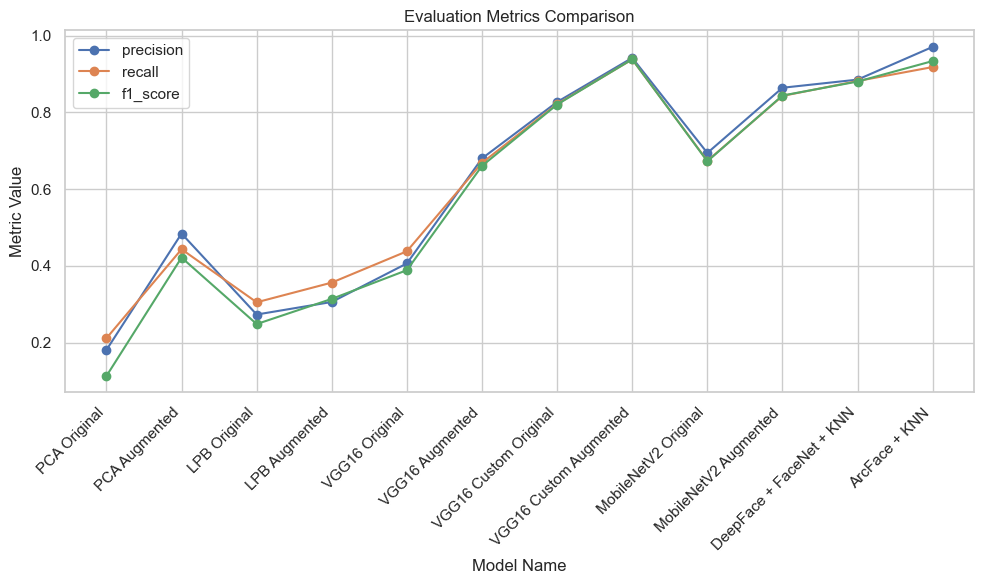 Evaluation Metrics Comparison
precision
recall
f1_score
Metric Value
1.0
0.8
0.6
0.4
0.2
PCA Original
PCA Augmented
LPB Original
LPB Augmented
VGG16 Original
VGG16 Augmented
VGG16 Custom Original
VGG16 Custom Augmented
MobileNetV2 Original
MobileNetV2 Augmented
DeepFace + FaceNet + KNN
ArcFace + KNN
Model Name